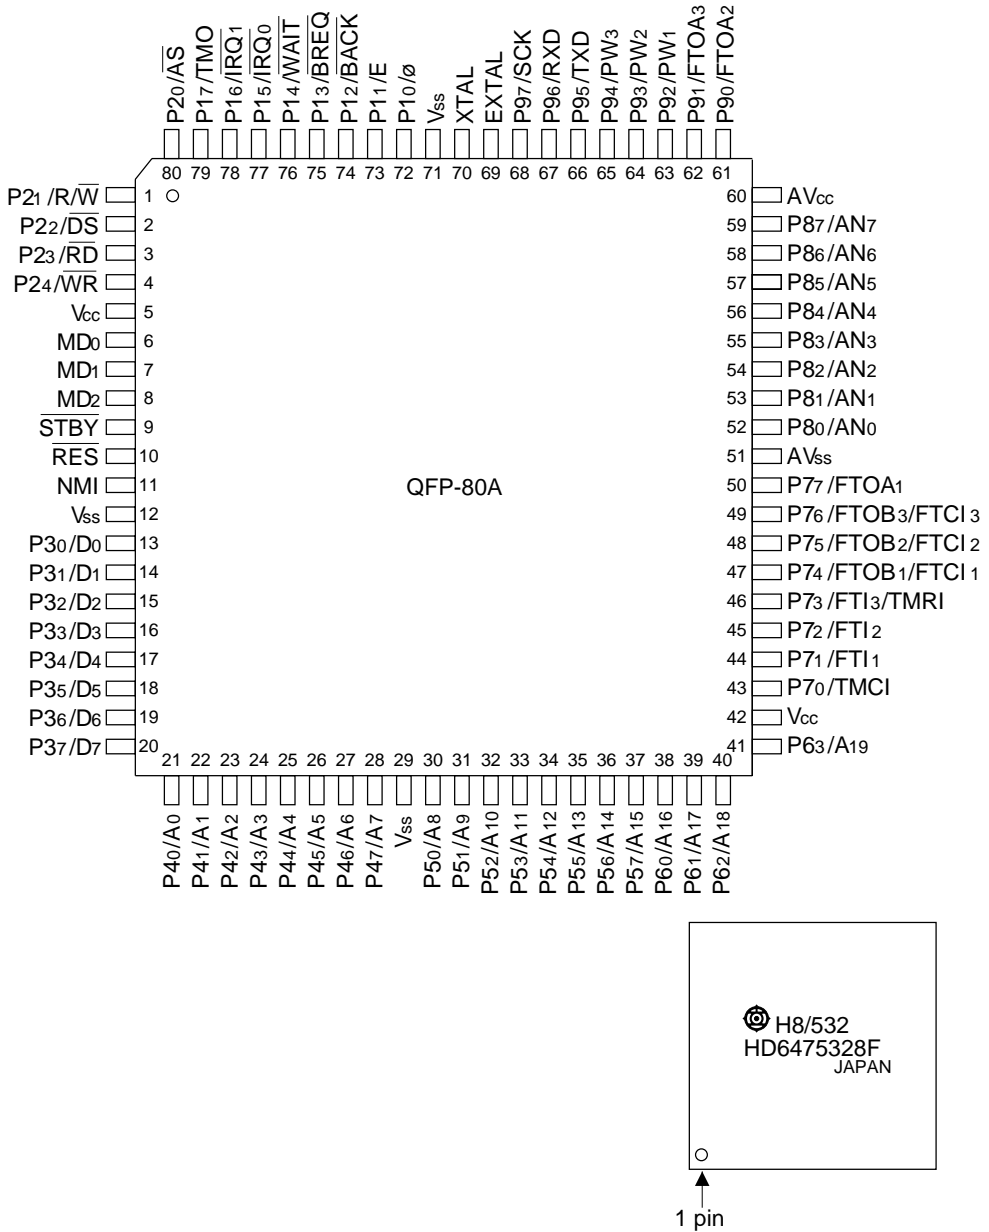 P20/A̅S̅
P17/TMO
P16/I̅R̅Q̅1̅
P15/I̅R̅Q̅0̅
P14/W̅A̅I̅T̅
P13/B̅R̅E̅Q̅
P12/B̅A̅C̅K̅
P11/E
P10/ø
Vss
XTAL
EXTAL
P97/SCK
P96/RXD
P95/TXD
P94/PW3
P93/PW2
P92/PW1
P91/FTOA3
P90/FTOA2
80 79 78 77 76 75 74 73 72 71 70 69 68 67 66 65 64 63 62 61
P21/R/W̅ 1
P22/D̅S̅ 2
P23/R̅D̅ 3
P24/W̅R̅ 4
Vcc 5
MD0 6
MD1 7
MD2 8
S̅T̅B̅Y̅ 9
R̅E̅S̅ 10
NMI 11
Vss 12
P30/D0 13
P31/D1 14
P32/D2 15
P33/D3 16
P34/D4 17
P35/D5 18
P36/D6 19
P37/D7 20
QFP-80A
60 AVcc
59 P87/AN7
58 P86/AN6
57 P85/AN5
56 P84/AN4
55 P83/AN3
54 P82/AN2
53 P81/AN1
52 P80/AN0
51 AVss
50 P77/FTOA1
49 P76/FTOB3/FTCI3
48 P75/FTOB2/FTCI2
47 P74/FTOB1/FTCI1
46 P73/FTI3/TMRI
45 P72/FTI2
44 P71/FTI1
43 P70/TMCI
42 Vcc
41 P63/A19
21 22 23 24 25 26 27 28 29 30 31 32 33 34 35 36 37 38 39 40
P40/A0
P41/A1
P42/A2
P43/A3
P44/A4
P45/A5
P46/A6
P47/A7
Vss
P50/A8
P51/A9
P52/A10
P53/A11
P54/A12
P55/A13
P56/A14
P57/A15
P60/A16
P61/A17
P62/A18
H8/532
HD6475328F
JAPAN
1 pin